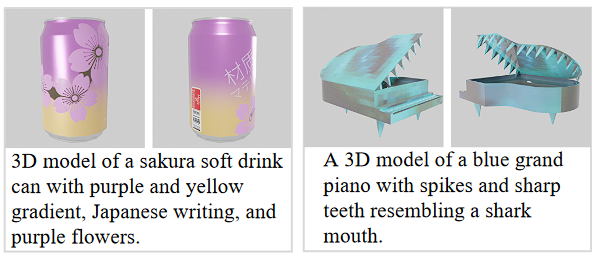 3D model of a sakura soft drink
can with purple and yellow
gradient, Japanese writing, and
purple flowers.
A 3D model of a blue grand
piano with spikes and sharp
teeth resembling a shark
mouth.